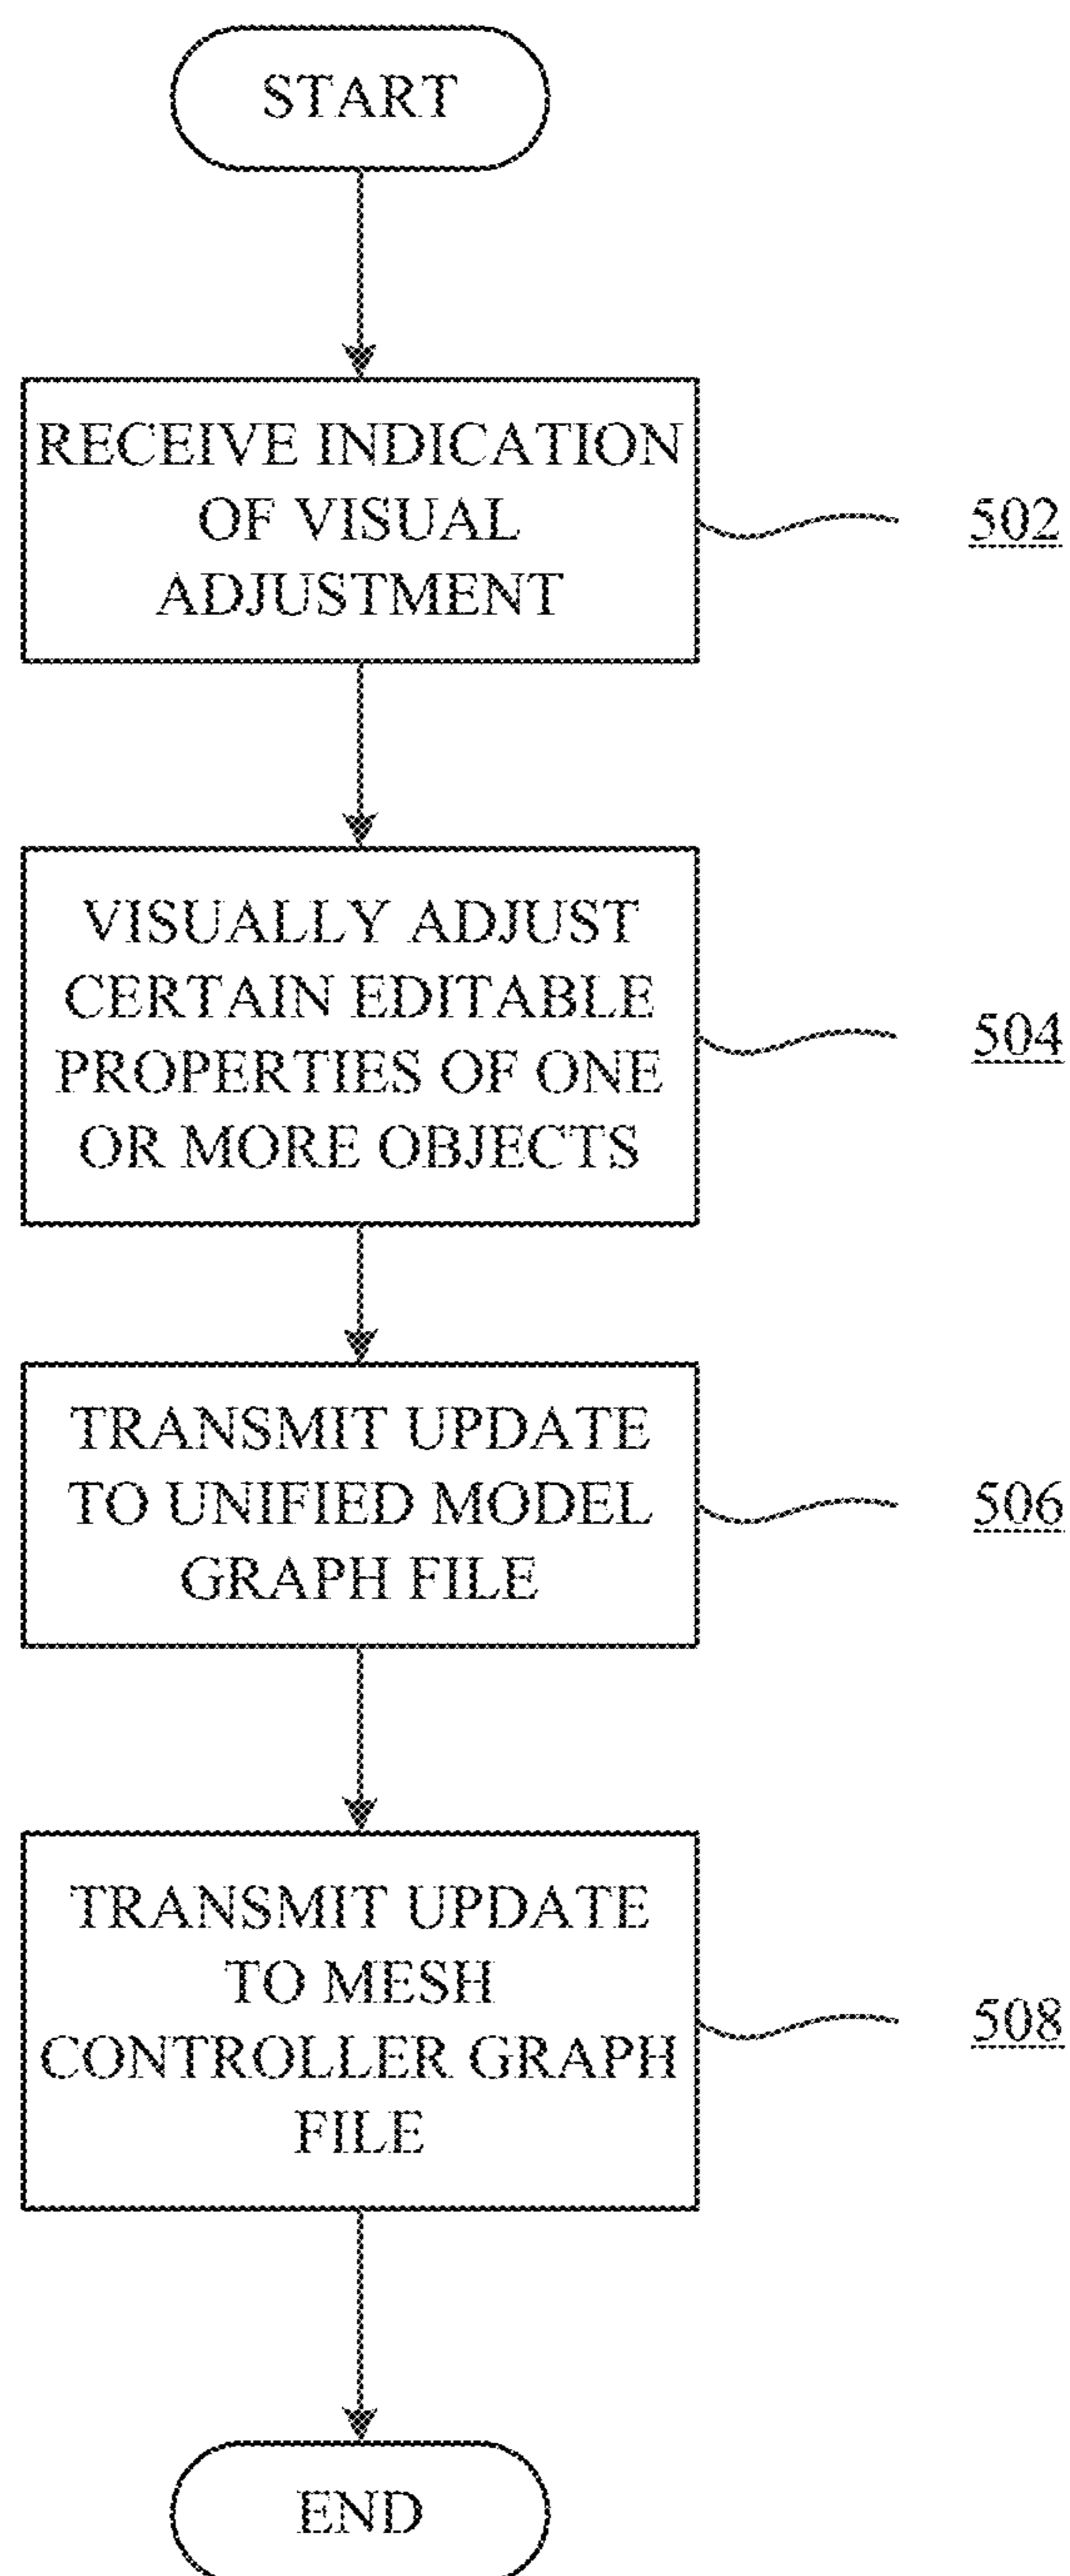 START
RECEIVE INDICATION
OF VISUAL
ADJUSTMENT
502
VISUALLY ADJUST
CERTAIN EDITABLE
PROPERTIES OF ONE
OR MORE OBJECTS
504
TRANSMIT UPDATE
TO UNIFIED MODEL
GRAPH FILE
506
TRANSMIT UPDATE
TO MESH
CONTROLLER GRAPH
FILE
508
END